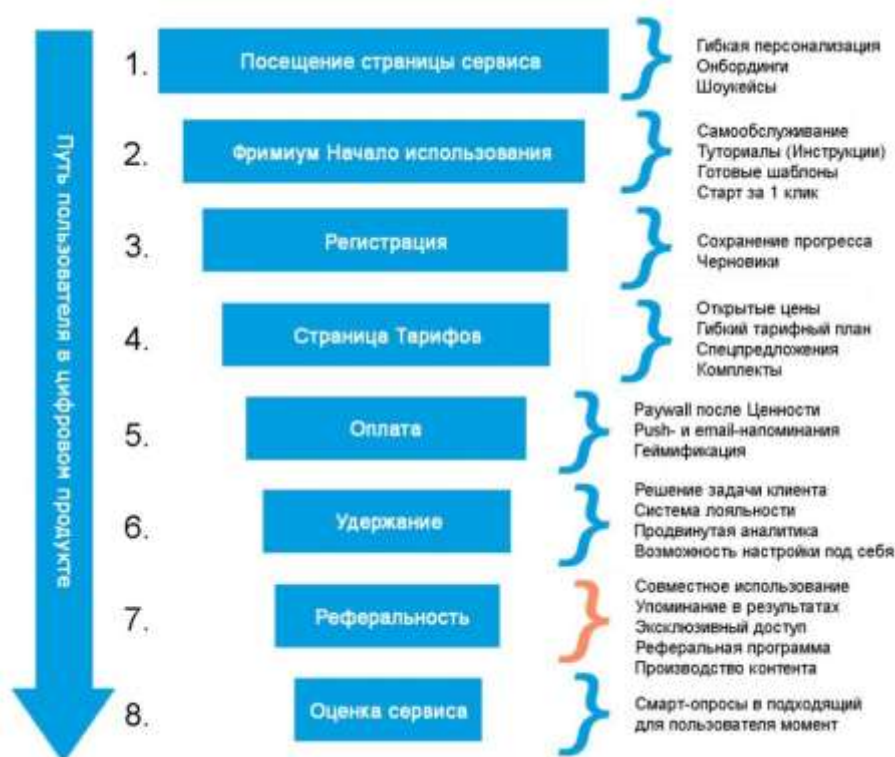 Путь пользователя в цифровом продукте
1.
Посещение страницы сервиса
Гибкая персонализация
Онбординги
Шоукейсы
2.
Фримиум Начало использования
Самообслуживание
Туториалы (Инструкции)
Готовые шаблоны
Старт за 1 клик
3.
Регистрация
Сохранение прогресса
Черновики
4.
Страница Тарифов
Открытые цены
Гибкий тарифный план
Спецпредложения
Комплекты
5.
Оплата
Paywall после Ценности
Push- и email-напоминания
Геймификация
6.
Удержание
Решение задачи клиента
Система лояльности
Продвинутая аналитика
Возможность настройки под себя
7.
Реферальность
Совместное использование
Упоминание в результатах
Эксклюзивный доступ
Реферальная программа
Производство контента
8.
Оценка сервиса
Смарт-опросы в подходящий
для пользователя момент